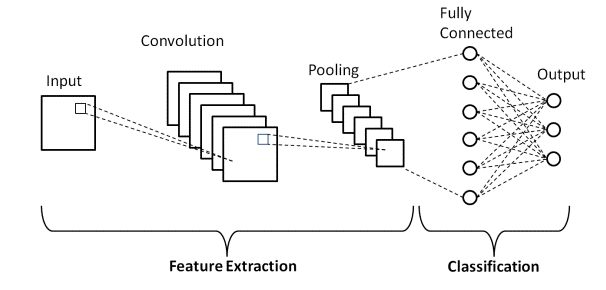 Input
Convolution
Pooling
Fully
Connected
Output
Feature Extraction
Classification